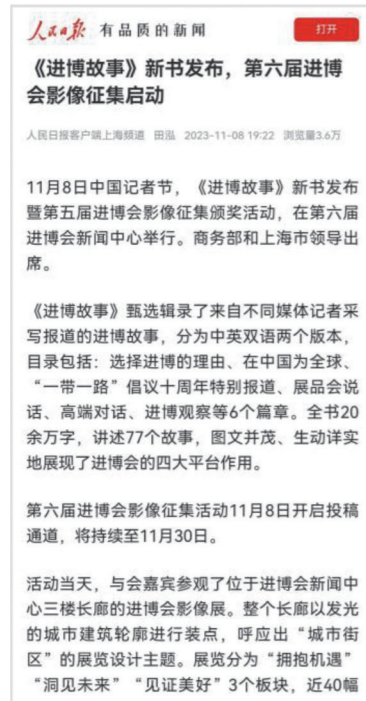 人民日报 有品质的新闻 打开
《进博故事》新书发布，第六届进博
会影像征集启动
人民日报客户端上海频道 田泓 2023-11-08 19:22 浏览量3.6万
11月8日中国记者节，《进博故事》新书发布
暨第五届进博会影像征集颁奖活动，在第六届
进博会新闻中心举行。商务部和上海市领导出
席。
《进博故事》甄选辑录了来自不同媒体记者采
写报道的进博故事，分为中英双语两个版本，
目录包括：选择进博的理由、在中国为全球、
“一带一路”倡议十周年特别报道、展品会说
话、高端对话、进博观察等6个篇章。全书20
余万字，讲述77个故事，图文并茂、生动详实
地展现了进博会的四大平台作用。
第六届进博会影像征集活动11月8日开启投稿
通道，将持续至11月30日。
活动当天，与会嘉宾参观了位于进博会新闻中
心三楼长廊的进博会影像展。整个长廊以发光
的城市建筑轮廓进行装点，呼应出“城市街
区”的展览设计主题。展览分为“拥抱机遇”
“洞见未来”“见证美好”3个板块，近40幅